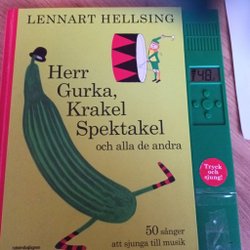 LENNART HELLSING
Herr
Gurka,
Krakel
Spektakel
och alla de andra
48
Tryck
och
sjung!
50 sånger
att sjunga till musik